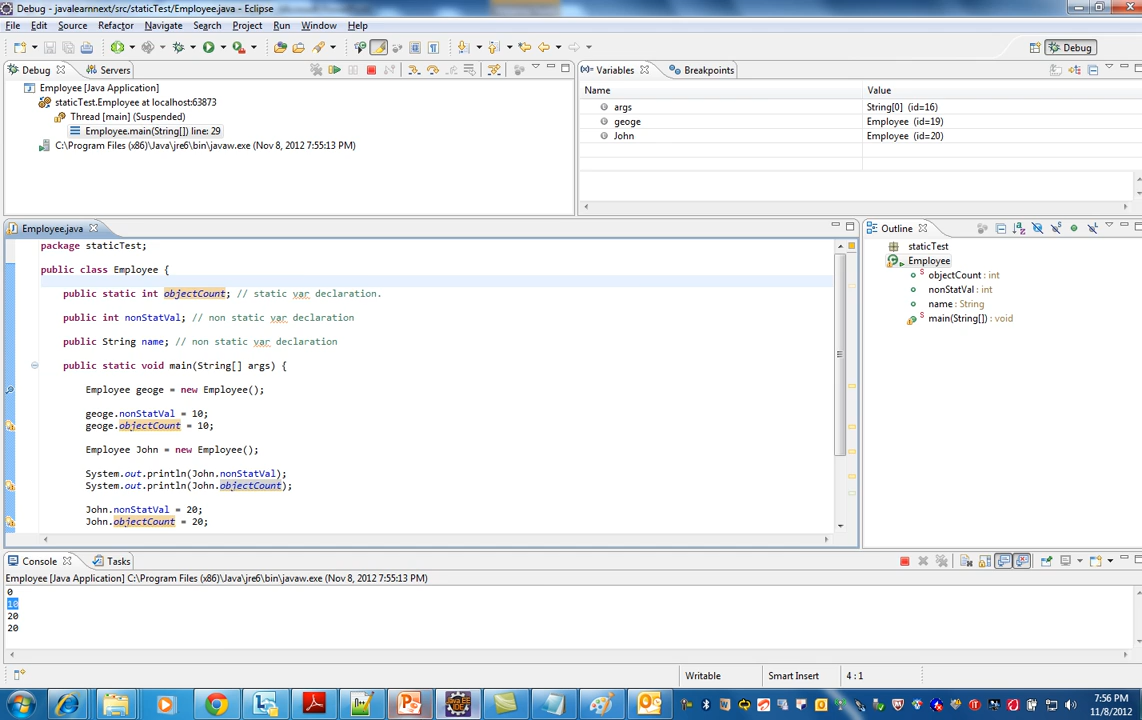 Debug - javalearnnext/src/staticTest/Employee.java - Eclipse
File Edit Source Refactor Navigate Search Project Run Window Help
Debug
Debug Servers
Variables Breakpoints
Employee [Java Application]
staticTest.Employee at localhost:63873
Thread [main] (Suspended)
Employee.main(String[]) line: 29
C:\Program Files (x86)\Java\jre6\bin\javaw.exe (Nov 8, 2012 7:55:13 PM)
Name Value
args String[0] (id=16)
geoge Employee (id=19)
John Employee (id=20)
Employee.java
package staticTest;
public class Employee {
public static int objectCount; // static var declaration.
public int nonStatVal; // non static var declaration
public String name; // non static var declaration
public static void main(String[] args) {
Employee geoge = new Employee();
geoge.nonStatVal = 10;
geoge.objectCount = 10;
Employee John = new Employee();
System.out.println(John.nonStatVal);
System.out.println(John.objectCount);
John.nonStatVal = 20;
John.objectCount = 20;
Outline
staticTest
Employee
objectCount : int
nonStatVal : int
name : String
main(String[]) : void
Console Tasks
Employee [Java Application] C:\Program Files (x86)\Java\jre6\bin\javaw.exe (Nov 8, 2012 7:55:13 PM)
0
10
20
20
Writable Smart Insert 4 : 1
7:56 PM
11/8/2012